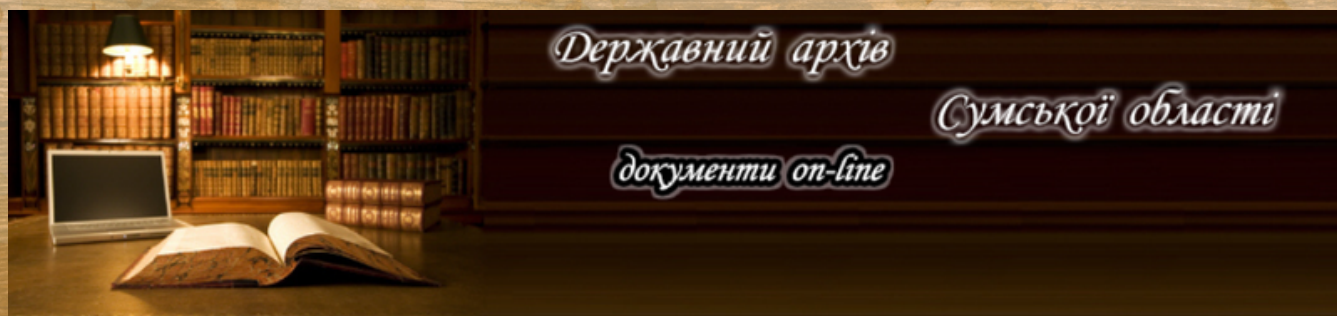 Державний архів
Сумської області
документи on-line